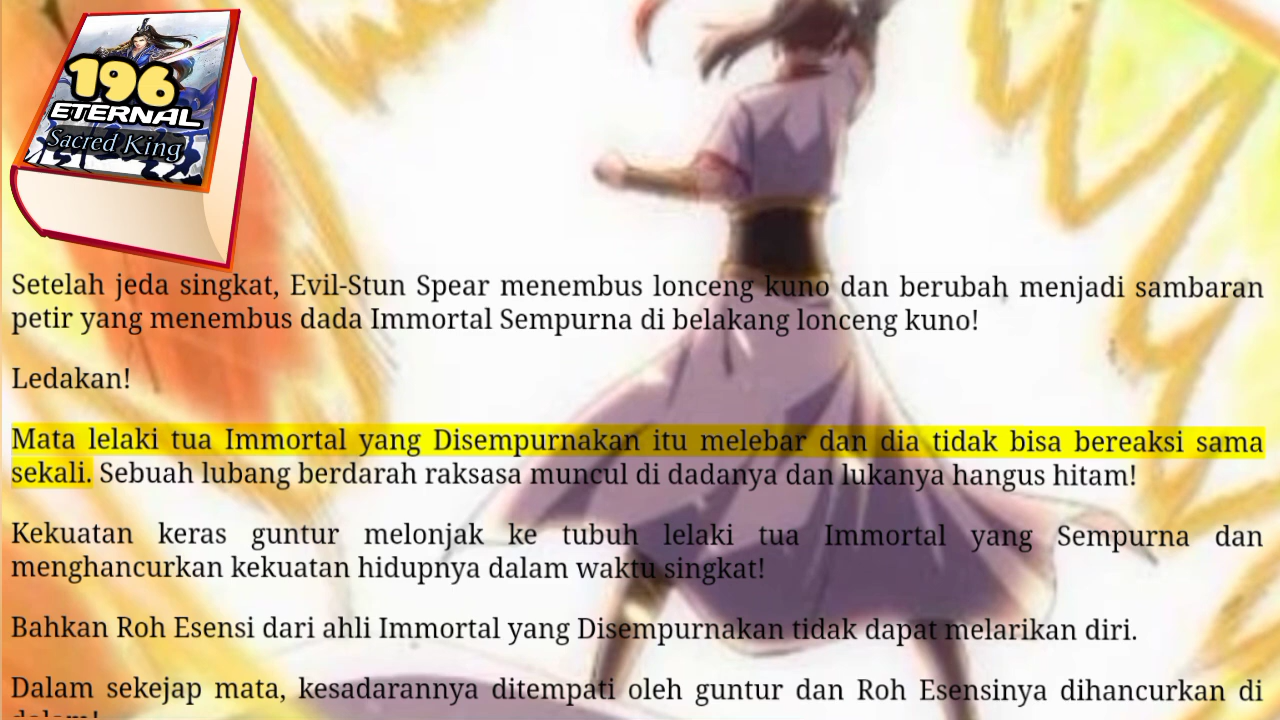 196
ETERNAL
Sacred King
Setelah jeda singkat, Evil-Stun Spear menembus lonceng kuno dan berubah menjadi sambaran
petir yang menembus dada Immortal Sempurna di belakang lonceng kuno!
Ledakan!
Mata lelaki tua Immortal yang Disempurnakan itu melebar dan dia tidak bisa bereaksi sama
sekali. Sebuah lubang berdarah raksasa muncul di dadanya dan lukanya hangus hitam!
Kekuatan keras guntur melonjak ke tubuh lelaki tua Immortal yang Sempurna dan
menghancurkan kekuatan hidupnya dalam waktu singkat!
Bahkan Roh Esensi dari ahli Immortal yang Disempurnakan tidak dapat melarikan diri.
Dalam sekejap mata, kesadarannya ditempati oleh guntur dan Roh Esensinya dihancurkan di